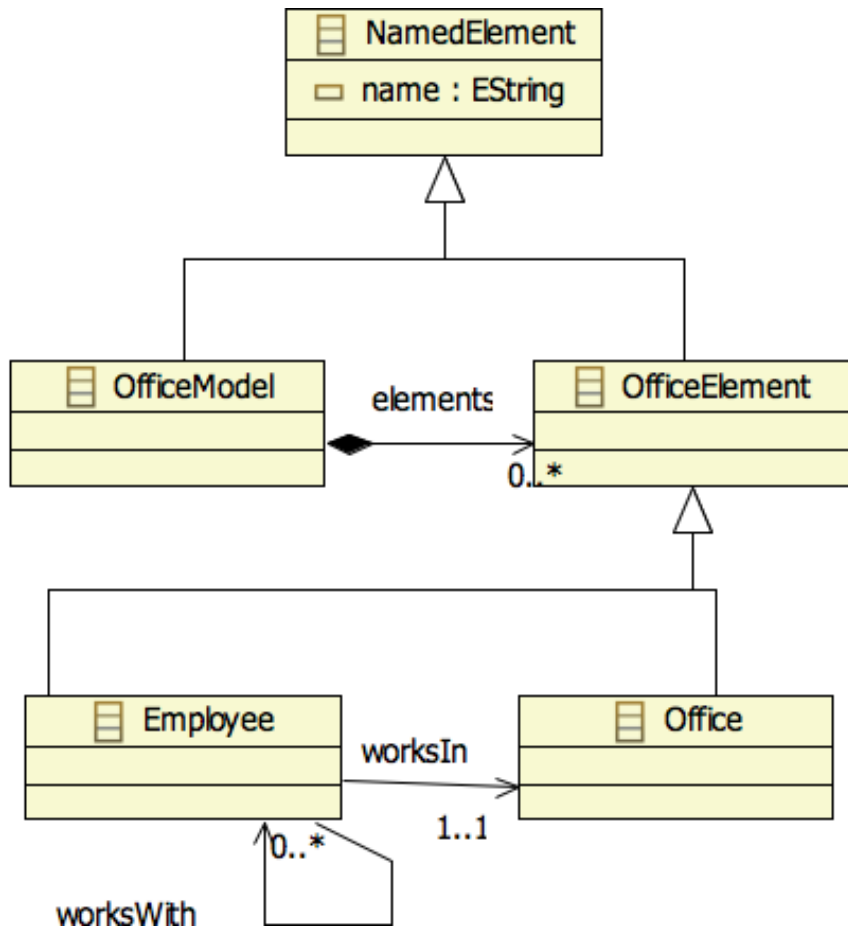 NamedElement
name : EString
OfficeModel
elements
OfficeElement
0..*
Employee
worksIn
Office
1..1
0..*
worksWith